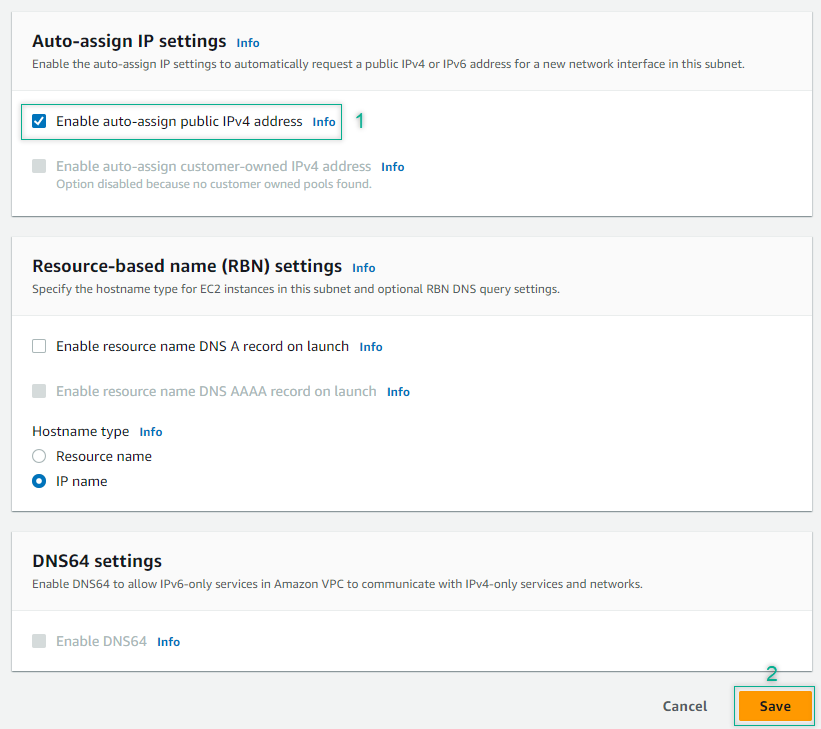 Auto-assign IP settings Info
Enable the auto-assign IP settings to automatically request a public IPv4 or IPv6 address for a new network interface in this subnet.
Enable auto-assign public IPv4 address Info 1
Enable auto-assign customer-owned IPv4 address Info
Option disabled because no customer owned pools found.
Resource-based name (RBN) settings Info
Specify the hostname type for EC2 instances in this subnet and optional RBN DNS query settings.
Enable resource name DNS A record on launch Info
Enable resource name DNS AAAA record on launch Info
Hostname type Info
Resource name
IP name
DNS64 settings
Enable DNS64 to allow IPv6-only services in Amazon VPC to communicate with IPv4-only services and networks.
Enable DNS64 Info
2
Cancel Save